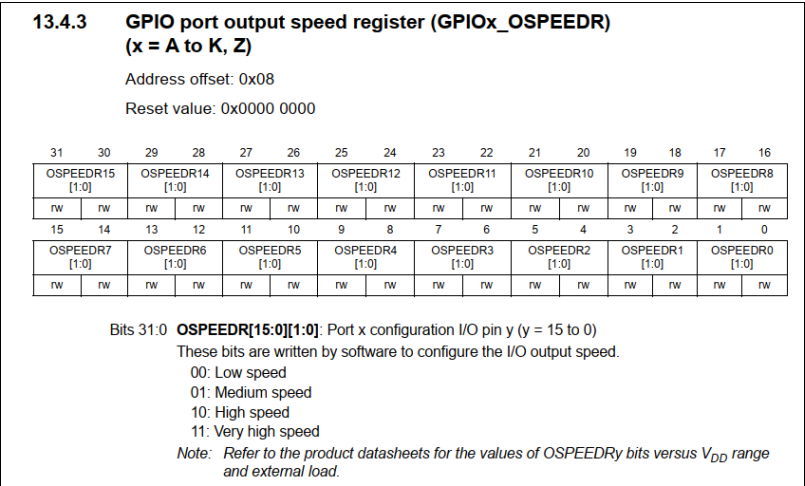 13.4.3 GPIO port output speed register (GPIOx_OSPEEDR)
(x = A to K, Z)
Address offset: 0x08
Reset value: 0x0000 0000
31 30 29 28 27 26 25 24 23 22 21 20 19 18 17 16
OSPEEDR15 OSPEEDR14 OSPEEDR13 OSPEEDR12 OSPEEDR11 OSPEEDR10 OSPEEDR9 OSPEEDR8
[1:0] [1:0] [1:0] [1:0] [1:0] [1:0] [1:0] [1:0]
rw rw rw rw rw rw rw rw rw rw rw rw rw rw rw rw
15 14 13 12 11 10 9 8 7 6 5 4 3 2 1 0
OSPEEDR7 OSPEEDR6 OSPEEDR5 OSPEEDR4 OSPEEDR3 OSPEEDR2 OSPEEDR1 OSPEEDR0
[1:0] [1:0] [1:0] [1:0] [1:0] [1:0] [1:0] [1:0]
rw rw rw rw rw rw rw rw rw rw rw rw rw rw rw rw
Bits 31:0 OSPEEDR[15:0][1:0]: Port x configuration I/O pin y (y = 15 to 0)
These bits are written by software to configure the I/O output speed.
00: Low speed
01: Medium speed
10: High speed
11: Very high speed
Note: Refer to the product datasheets for the values of OSPEEDRy bits versus VDD range
and external load.